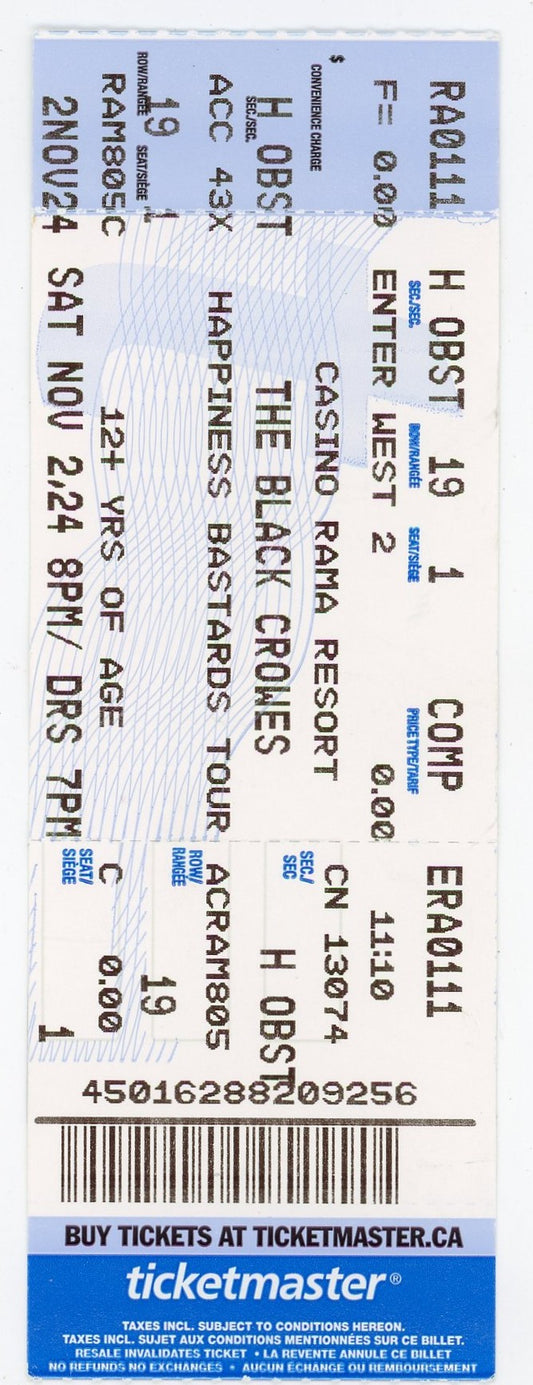 RA0111
F= 0.00
$
CONVENIENCE CHARGE
H OBST
SEC./SEC.
ACC 43X
ROW/RANGÉE SEAT/SIÈGE
19 1
RAM805C
2NOV24
H OBST 19 1 COMP
SEC/SEC. ROW/RANGÉE SEAT/SIÈGE PRICE TYPE/TARIF
ENTER WEST 2 0.00
CASINO RAMA RESORT
THE BLACK CROWES
HAPPINESS BASTARDS TOUR
12+ YRS OF AGE
SAT NOV 2,24 8PM/ DRS 7PM
ERA0111
11:10
CN 13074
SEC./
SEC
H OBST
ACRAM805
ROW/
RANGÉE
19
C 0.00
SEAT/
SIÈGE
1
45016288209256
BUY TICKETS AT TICKETMASTER.CA
ticketmaster®
TAXES INCL. SUBJECT TO CONDITIONS HEREON.
TAXES INCL. SUJET AUX CONDITIONS MENTIONNÉES SUR CE BILLET.
RESALE INVALIDATES TICKET • LA REVENTE ANNULE CE BILLET
NO REFUNDS NO EXCHANGES • AUCUN ÉCHANGE OU REMBOURSEMENT